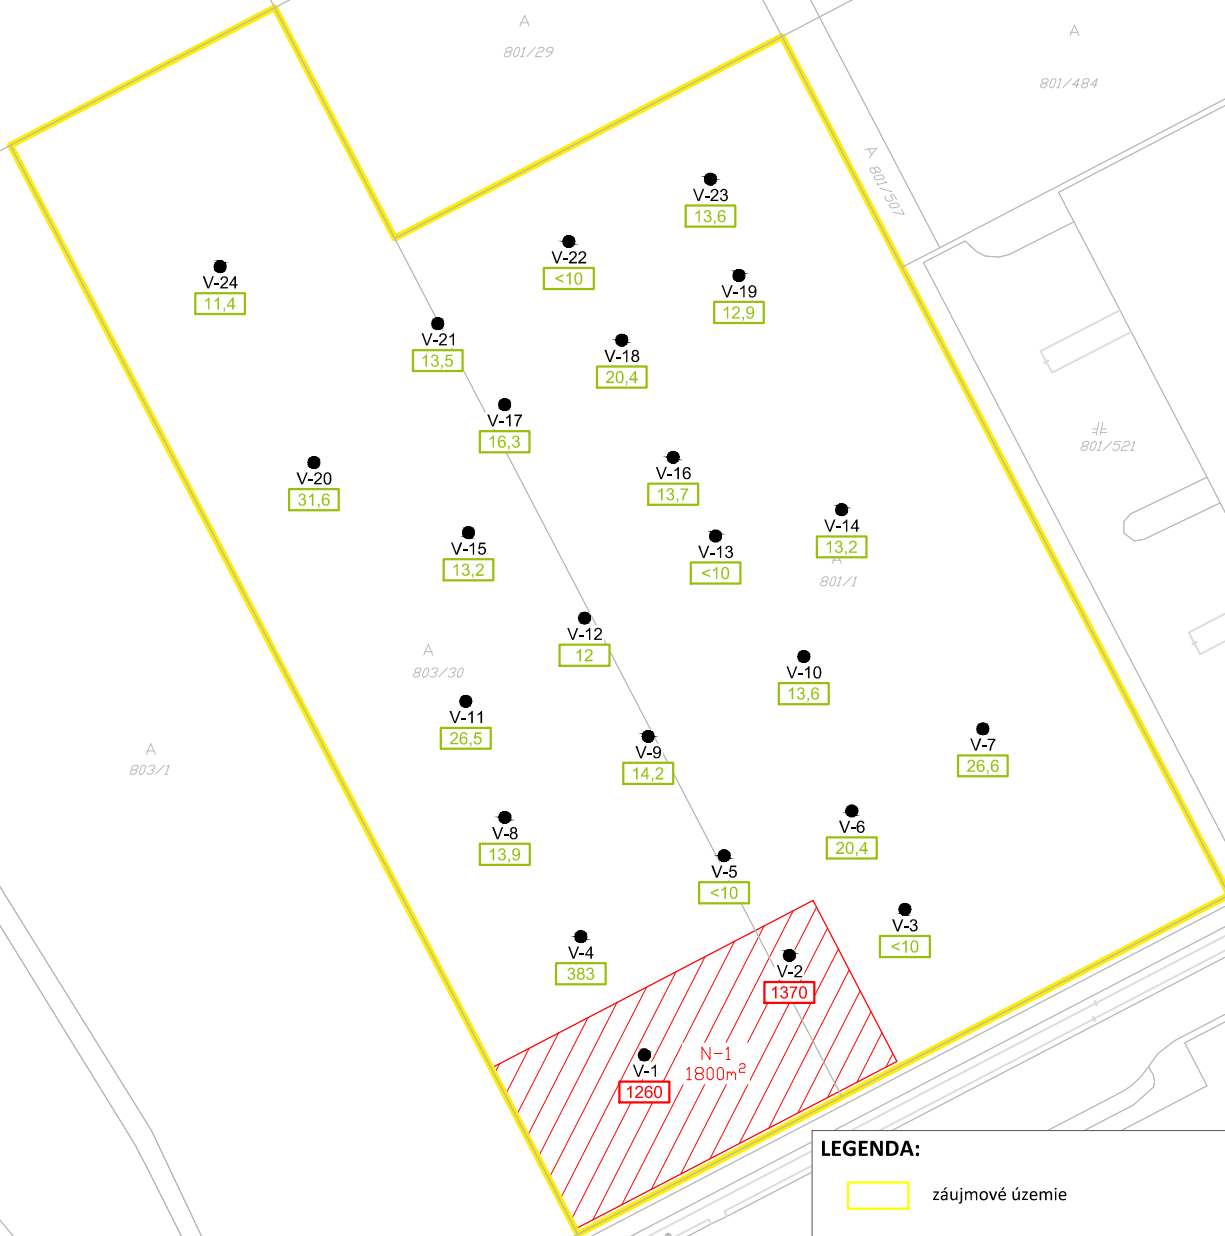 A
801/29
A
801/484
A 801/507
V-23
13,6
V-22
<10
V-24
11,4
V-19
12,9
V-21
13,5
V-18
20,4
V-17
16,3
801/521
V-16
13,7
V-20
31,6
V-14
13,2
V-15
13,2
V-13
<10
A
801/1
V-12
12
A
803/30
V-10
13,6
V-11
26,5
V-9
14,2
V-7
26,6
A
803/1
V-8
13,9
V-6
20,4
V-5
<10
V-3
<10
V-4
383
V-2
1370
N-1
1800m²
V-1
1260
LEGENDA:
záujmové územie